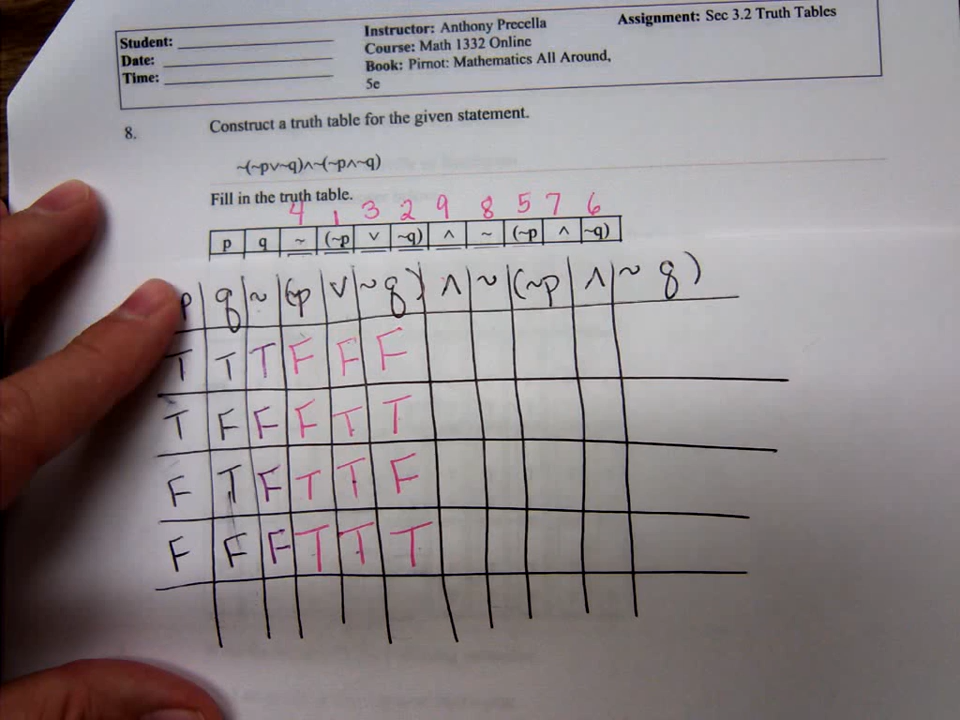 Student: Instructor: Anthony Precella Assignment: Sec 3.2 Truth Tables
Date: Course: Math 1332 Online
Time: Book: Pirnot: Mathematics All Around,
5e
8. Construct a truth table for the given statement.
~(~p∨~q)∧~(~p∧~q)
Fill in the truth table.
4 1 3 2 9 8 5 7 6
p q ~ (~p ∨ ~q) ∧ ~ (~p ∧ ~q)
p q ~ (~p ∨ ~q) ∧ ~ (~p ∧ ~q)
T T T F F F
T F F F T T
F T F T T F
F F F T T T